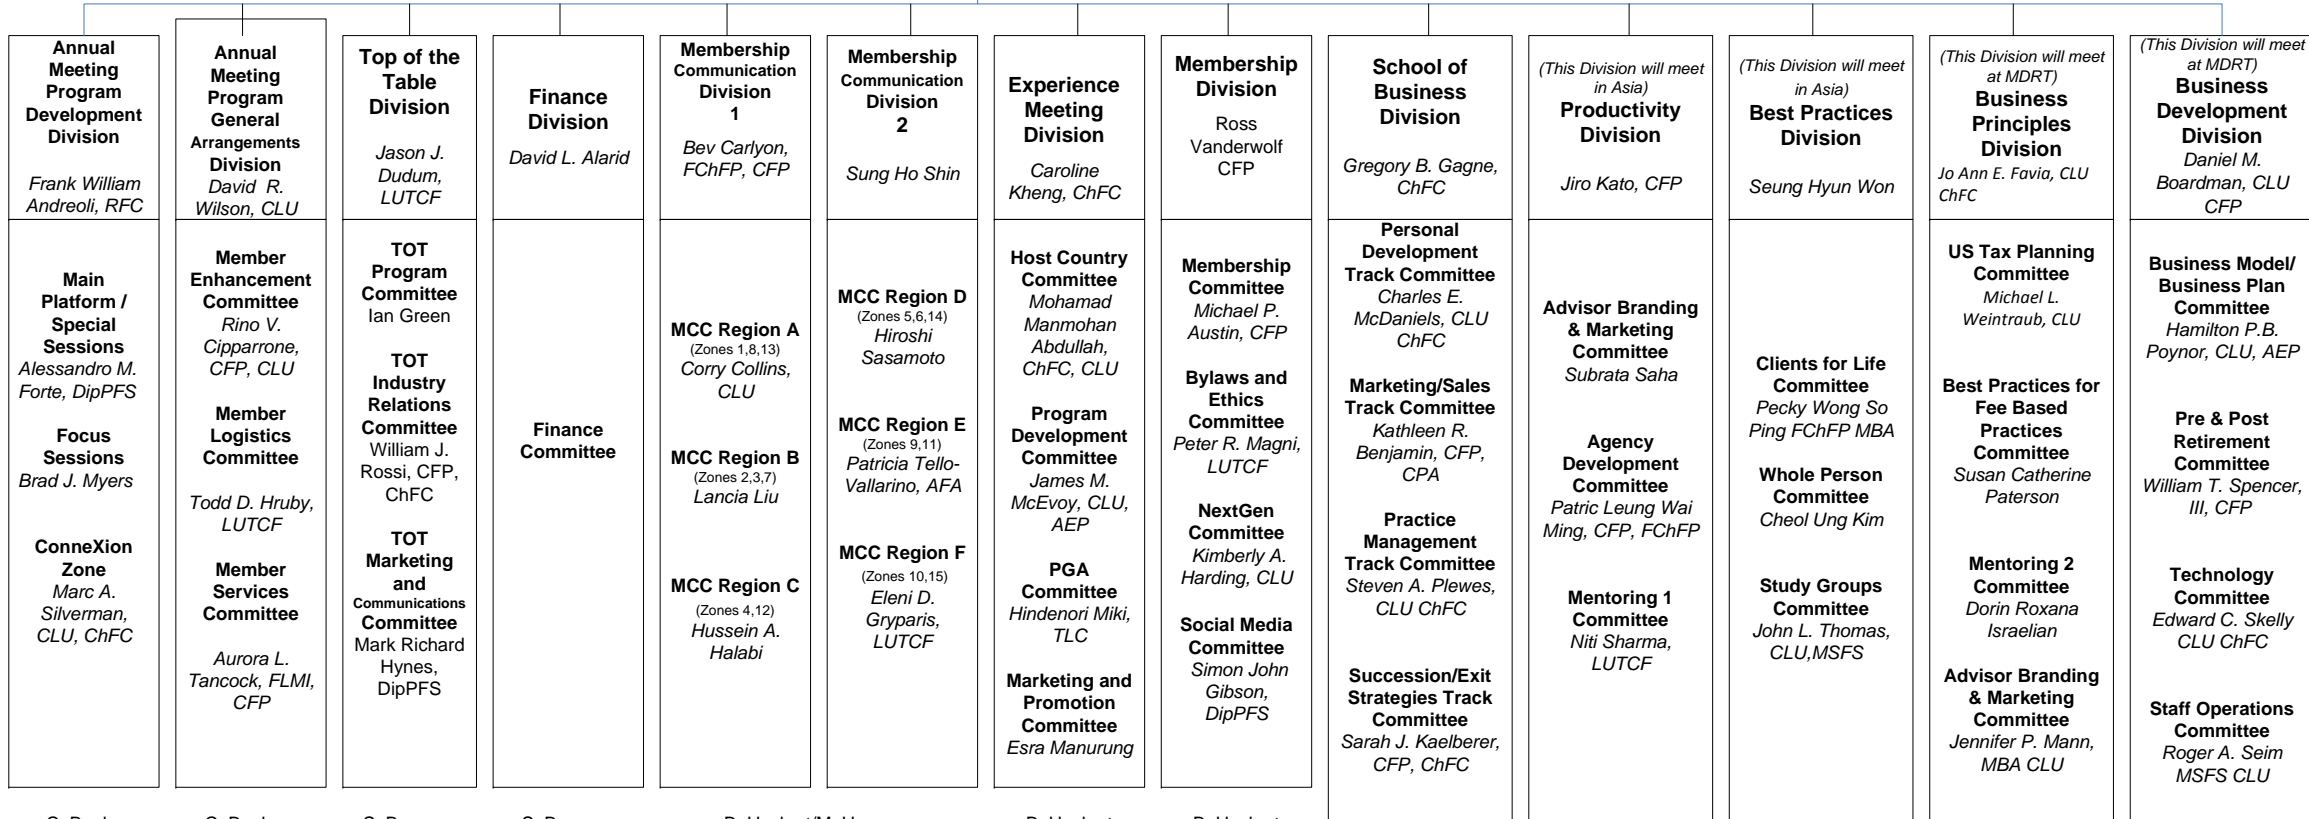 Annual
Meeting
Program
Development
Division
Frank William
Andreoli, RFC
Main
Platform /
Special
Sessions
Alessandro M.
Forte, DipPFS
Focus
Sessions
Brad J. Myers
ConneXion
Zone
Marc A.
Silverman,
CLU, ChFC
Annual
Meeting
Program
General
Arrangements
Division
David R.
Wilson, CLU
Member
Enhancement
Committee
Rino V.
Cipparrone,
CFP, CLU
Member
Logistics
Committee
Todd D. Hruby,
LUTCF
Member
Services
Committee
Aurora L.
Tancock, FLMI,
CFP
Top of the
Table
Division
Jason J.
Dudum,
LUTCF
TOT
Program
Committee
Ian Green
TOT
Industry
Relations
Committee
William J.
Rossi, CFP,
ChFC
TOT
Marketing
and
Communications
Committee
Mark Richard
Hynes,
DipPFS
Finance
Division
David L. Alarid
Finance
Committee
Membership
Communication
Division
1
Bev Carlyon,
FChFP, CFP
MCC Region A
(Zones 1,8,13)
Corry Collins,
CLU
MCC Region B
(Zones 2,3,7)
Lancia Liu
MCC Region C
(Zones 4,12)
Hussein A.
Halabi
Membership
Communication
Division
2
Sung Ho Shin
MCC Region D
(Zones 5,6,14)
Hiroshi
Sasamoto
MCC Region E
(Zones 9,11)
Patricia Tello-
Vallarino, AFA
MCC Region F
(Zones 10,15)
Eleni D.
Gryparis,
LUTCF
Experience
Meeting
Division
Caroline
Kheng, ChFC
Host Country
Committee
Mohamad
Manmohan
Abdullah,
ChFC, CLU
Program
Development
Committee
James M.
McEvoy, CLU,
AEP
PGA
Committee
Hindenori Miki,
TLC
Marketing and
Promotion
Committee
Esra Manurung
Membership
Division
Ross
Vanderwolf
CFP
Membership
Committee
Michael P.
Austin, CFP
Bylaws and
Ethics
Committee
Peter R. Magni,
LUTCF
NextGen
Committee
Kimberly A.
Harding, CLU
Social Media
Committee
Simon John
Gibson,
DipPFS
School of
Business
Division
Gregory B. Gagne,
ChFC
Personal
Development
Track Committee
Charles E.
McDaniels, CLU
ChFC
Marketing/Sales
Track Committee
Kathleen R.
Benjamin, CFP,
CPA
Practice
Management
Track Committee
Steven A. Plewes,
CLU ChFC
Succession/Exit
Strategies Track
Committee
Sarah J. Kaelberer,
CFP, ChFC
(This Division will meet
in Asia)
Productivity
Division
Jiro Kato, CFP
Advisor Branding
& Marketing
Committee
Subrata Saha
Agency
Development
Committee
Patric Leung Wai
Ming, CFP, FChFP
Mentoring 1
Committee
Niti Sharma,
LUTCF
(This Division will meet
in Asia)
Best Practices
Division
Seung Hyun Won
Clients for Life
Committee
Pecky Wong So
Ping FChFP MBA
Whole Person
Committee
Cheol Ung Kim
Study Groups
Committee
John L. Thomas,
CLU,MSFS
(This Division will meet
at MDRT)
Business
Principles
Division
Jo Ann E. Favia, CLU
ChFC
US Tax Planning
Committee
Michael L.
Weintraub, CLU
Best Practices for
Fee Based
Practices
Committee
Susan Catherine
Paterson
Mentoring 2
Committee
Dorin Roxana
Israelian
Advisor Branding
& Marketing
Committee
Jennifer P. Mann,
MBA CLU
(This Division will meet
at MDRT)
Business
Development
Division
Daniel M.
Boardman, CLU
CFP
Business Model/
Business Plan
Committee
Hamilton P.B.
Poynor, CLU, AEP
Pre & Post
Retirement
Committee
William T. Spencer,
III, CFP
Technology
Committee
Edward C. Skelly
CLU ChFC
Staff Operations
Committee
Roger A. Seim
MSFS CLU